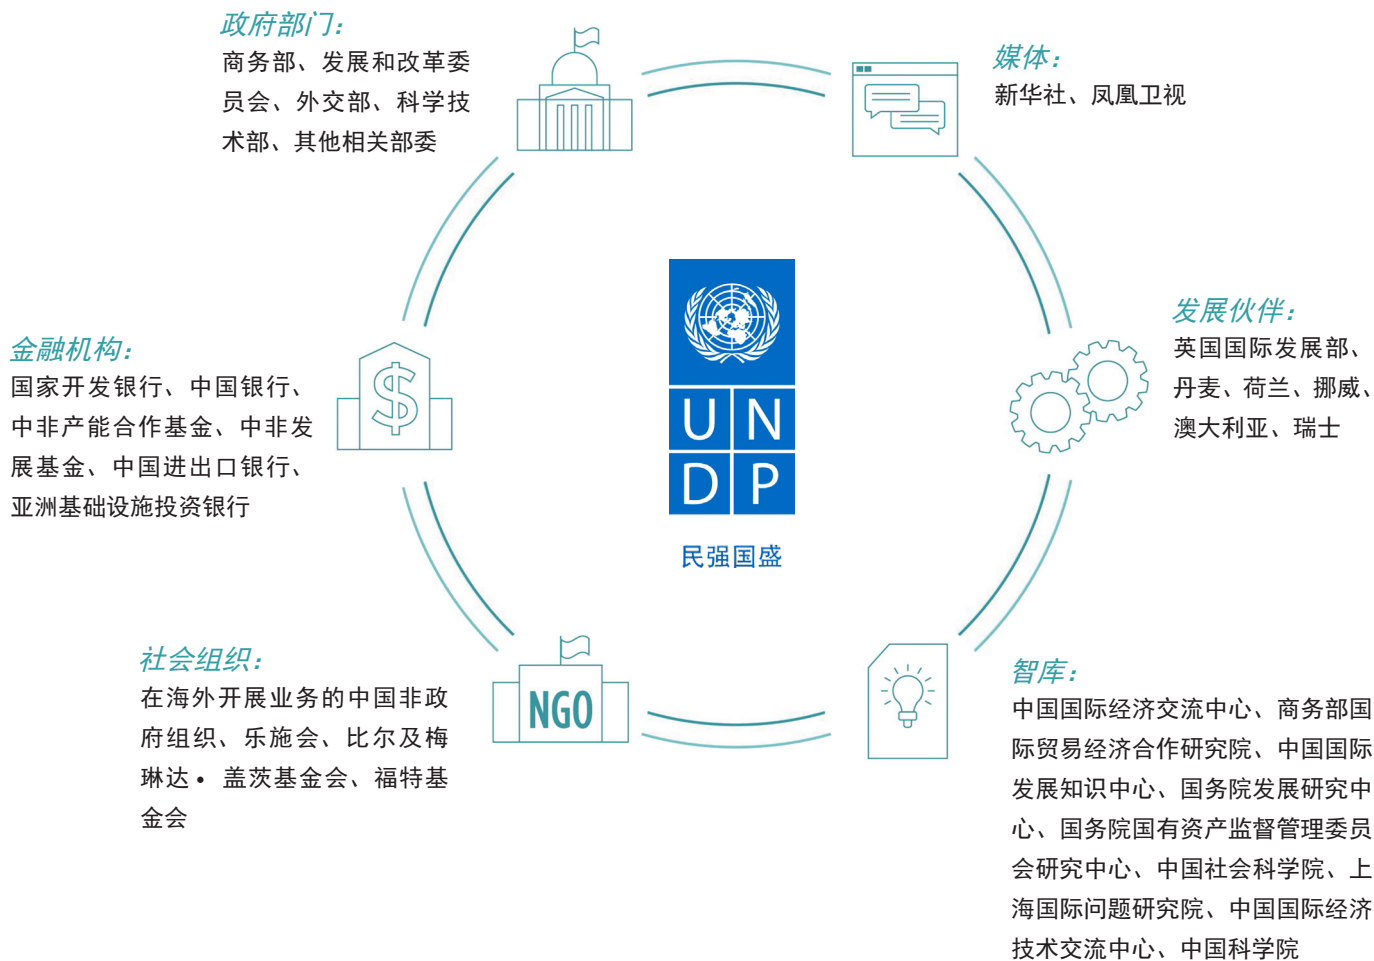 政府部门：
商务部、发展和改革委
员会、外交部、科学技
术部、其他相关部委
媒体：
新华社、凤凰卫视
金融机构：
国家开发银行、中国银行、
中非产能合作基金、中非发
展基金、中国进出口银行、
亚洲基础设施投资银行
UN
DP
民强国盛
发展伙伴：
英国国际发展部、
丹麦、荷兰、挪威、
澳大利亚、瑞士
社会组织：
在海外开展业务的中国非政
府组织、乐施会、比尔及梅
琳达• 盖茨基金会、福特基
金会
NGO
智库：
中国国际经济交流中心、商务部国
际贸易经济合作研究院、中国国际
发展知识中心、国务院发展研究中
心、国务院国有资产监督管理委员
会研究中心、中国社会科学院、上
海国际问题研究院、中国国际经济
技术交流中心、中国科学院